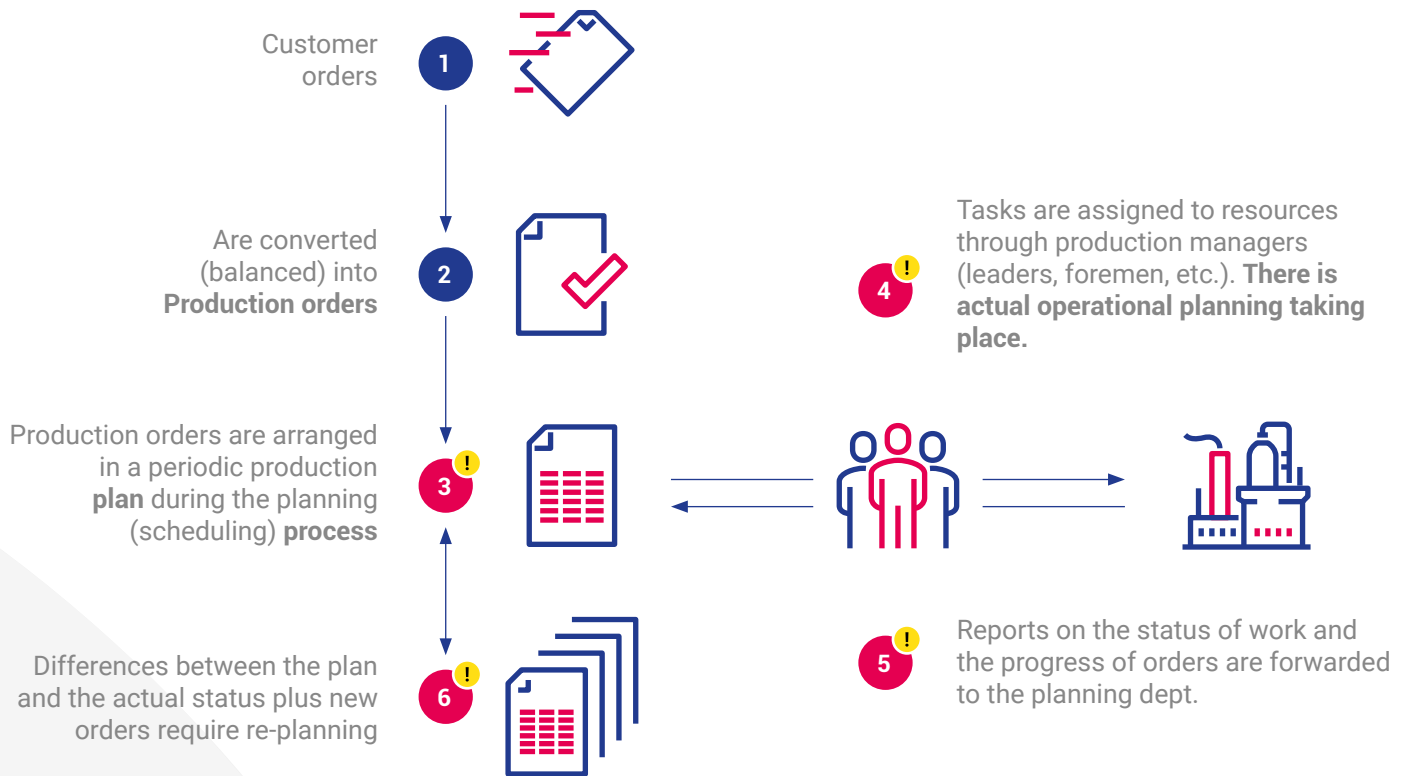 Customer
orders
1
Are converted
(balanced) into
Production orders
2
Production orders are arranged
in a periodic production
plan during the planning
(scheduling) process
3
!
Tasks are assigned to resources
through production managers
(leaders, foremen, etc.). There is
actual operational planning taking
place.
4
!
Reports on the status of work and
the progress of orders are forwarded
to the planning dept.
5
!
Differences between the plan
and the actual status plus new
orders require re-planning
6
!